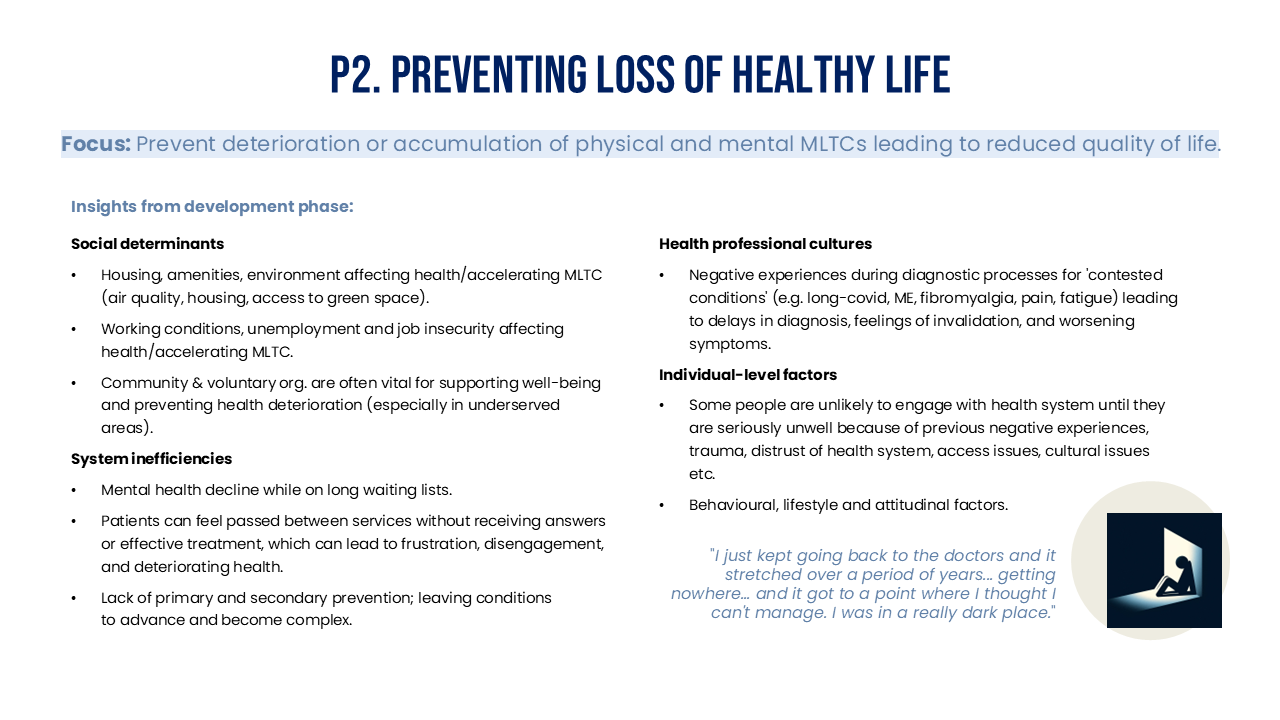 P2. PREVENTING LOSS OF HEALTHY LIFE
Focus: Prevent deterioration or accumulation of physical and mental MLTCs leading to reduced quality of life.
Insights from development phase:
Social determinants
• Housing, amenities, environment affecting health/accelerating MLTC
(air quality, housing, access to green space).
• Working conditions, unemployment and job insecurity affecting
health/accelerating MLTC.
• Community & voluntary org. are often vital for supporting well-being
and preventing health deterioration (especially in underserved
areas).
System inefficiencies
• Mental health decline while on long waiting lists.
• Patients can feel passed between services without receiving answers
or effective treatment, which can lead to frustration, disengagement,
and deteriorating health.
• Lack of primary and secondary prevention; leaving conditions
to advance and become complex.
Health professional cultures
• Negative experiences during diagnostic processes for 'contested
conditions' (e.g. long-covid, ME, fibromyalgia, pain, fatigue) leading
to delays in diagnosis, feelings of invalidation, and worsening
symptoms.
Individual-level factors
• Some people are unlikely to engage with health system until they
are seriously unwell because of previous negative experiences,
trauma, distrust of health system, access issues, cultural issues
etc.
• Behavioural, lifestyle and attitudinal factors.
"I just kept going back to the doctors and it
stretched over a period of years... getting
nowhere... and it got to a point where I thought I
can't manage. I was in a really dark place."